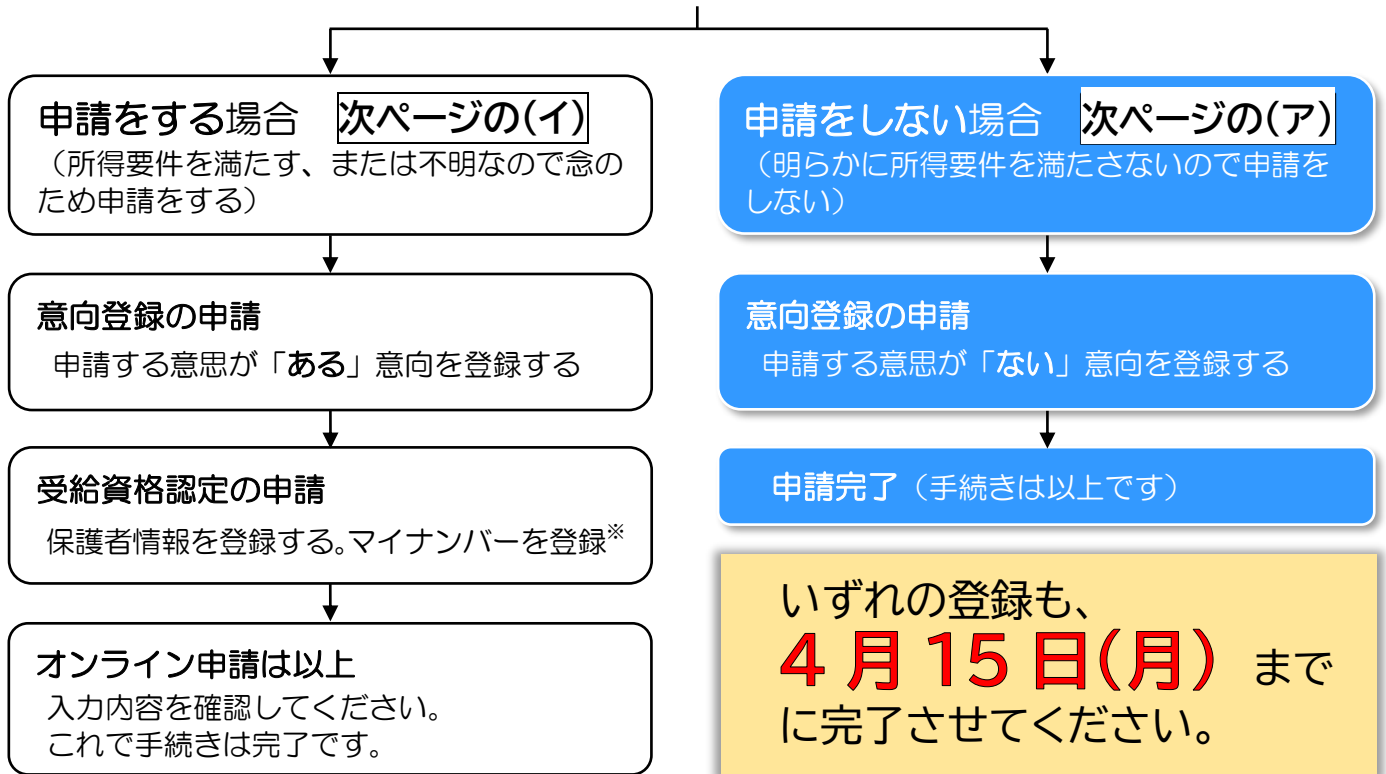 申請をする場合　次ページの(イ)
（所得要件を満たす、または不明なので念の
ため申請をする）
意向登録の申請
申請する意思が「ある」意向を登録する
受給資格認定の申請
保護者情報を登録する。マイナンバーを登録※
オンライン申請は以上
入力内容を確認してください。
これで手続きは完了です。
申請をしない場合　次ページの(ア)
（明らかに所得要件を満たさないので申請を
しない）
意向登録の申請
申請する意思が「ない」意向を登録する
申請完了（手続きは以上です）
いずれの登録も、
4 月 15 日(月) まで
に完了させてください。